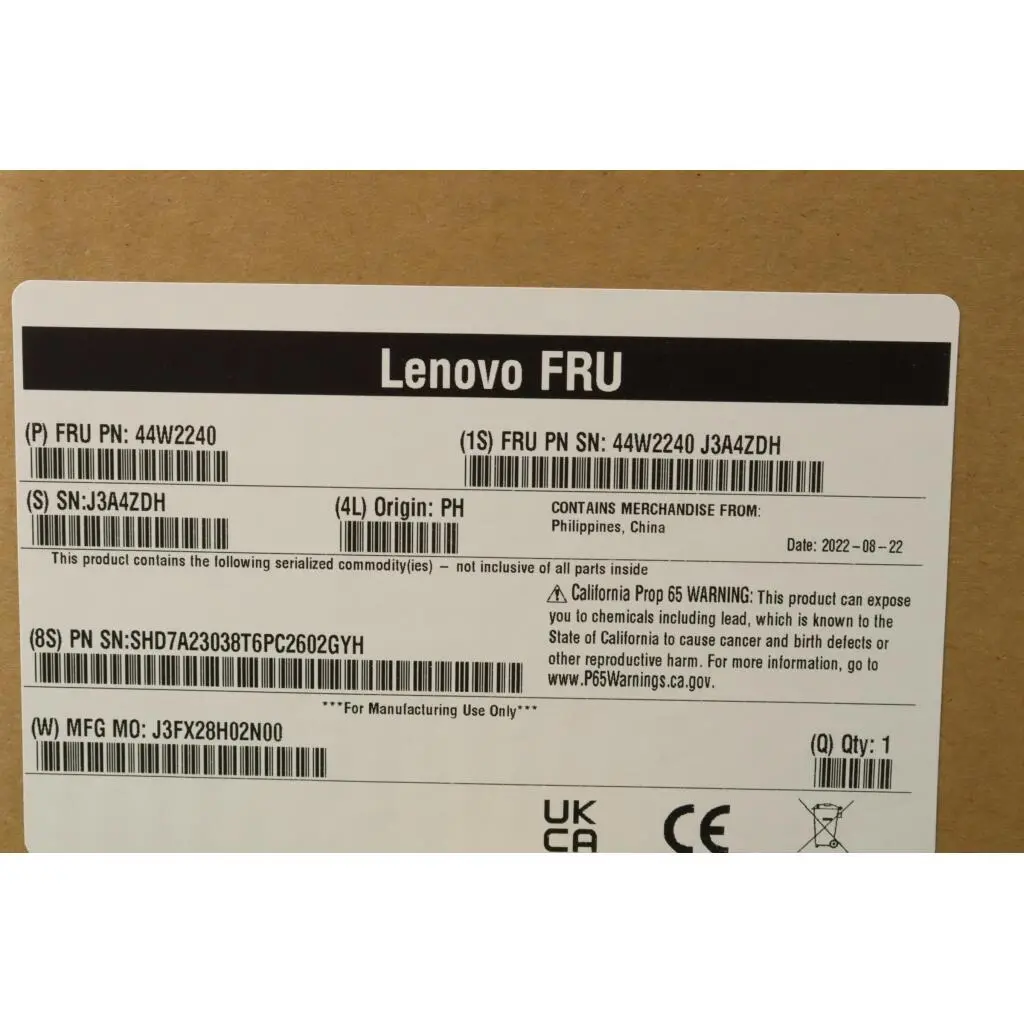 Lenovo FRU
(P) FRU PN: 44W2240
(1S) FRU PN SN: 44W2240 J3A4ZDH
(S) SN:J3A4ZDH
(4L) Origin: PH
CONTAINS MERCHANDISE FROM:
Philippines, China
Date: 2022-08-22
This product contains the following serialized commodity(ies) – not inclusive of all parts inside
⚠ California Prop 65 WARNING: This product can expose
you to chemicals including lead, which is known to the
State of California to cause cancer and birth defects or
other reproductive harm. For more information, go to
www.P65Warnings.ca.gov.
(8S) PN SN:SHD7A23038T6PC2602GYH
***For Manufacturing Use Only***
(W) MFG MO: J3FX28H02N00
(Q) Qty: 1
UK
CA
CE